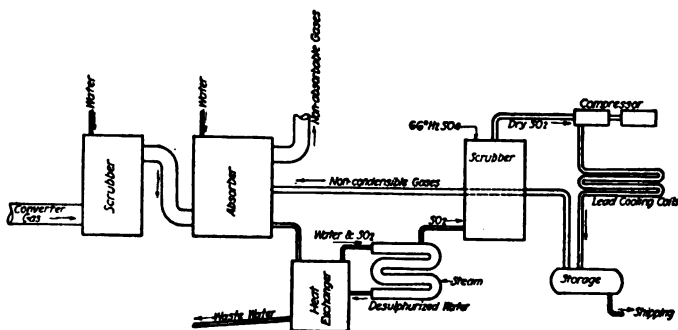 Water
Water
Non-absorbable Gases
Compressor
66° H₂SO₄
Dry SO₂
Scrubber
Scrubber
Absorber
Non-condensible Gases
Lead Cooling Coils
Converter
Gas
Water & SO₂
SO₂
Steam
Storage
Heat
Exchanger
Desulphurized Water
Waste Water
Shipping